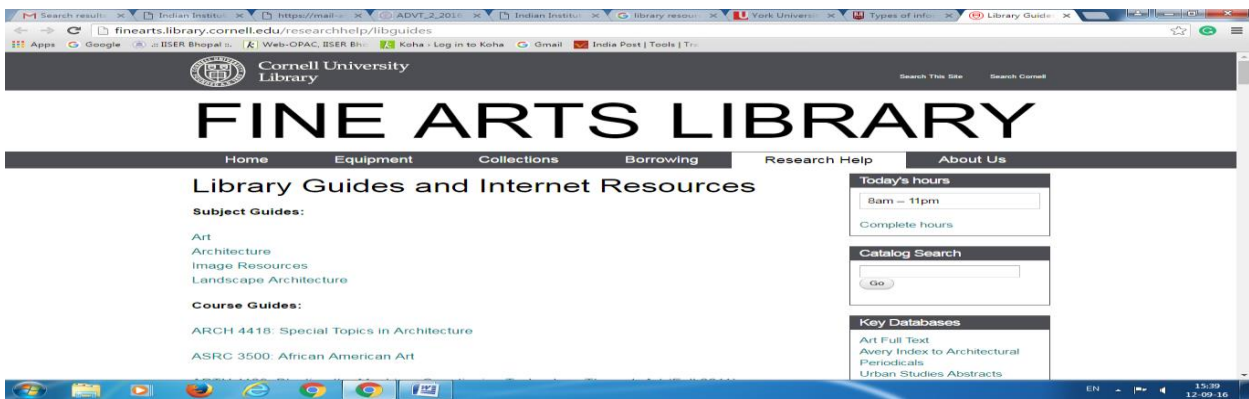 Search results
Indian Institut
https://mail-
ADVT_2_201
Indian Institut
library resour
York Universi
Types of info
Library Guide
finearts.library.cornell.edu/researchhelp/libguides
Apps
Google
IISER Bhopal
Web-OPAC, IISER Bh
Koha › Log in to Koha
Gmail
India Post | Tools | Tr
Cornell University
Library
Search This Site
Search Cornell
FINE ARTS LIBRARY
Home
Equipment
Collections
Borrowing
Research Help
About Us
Library Guides and Internet Resources
Subject Guides:
Art
Architecture
Image Resources
Landscape Architecture
Course Guides:
ARCH 4418: Special Topics in Architecture
ASRC 3500: African American Art
Today's hours
8am – 11pm
Complete hours
Catalog Search
Go
Key Databases
Art Full Text
Avery Index to Architectural
Periodicals
Urban Studies Abstracts
EN
15:39
12-09-16